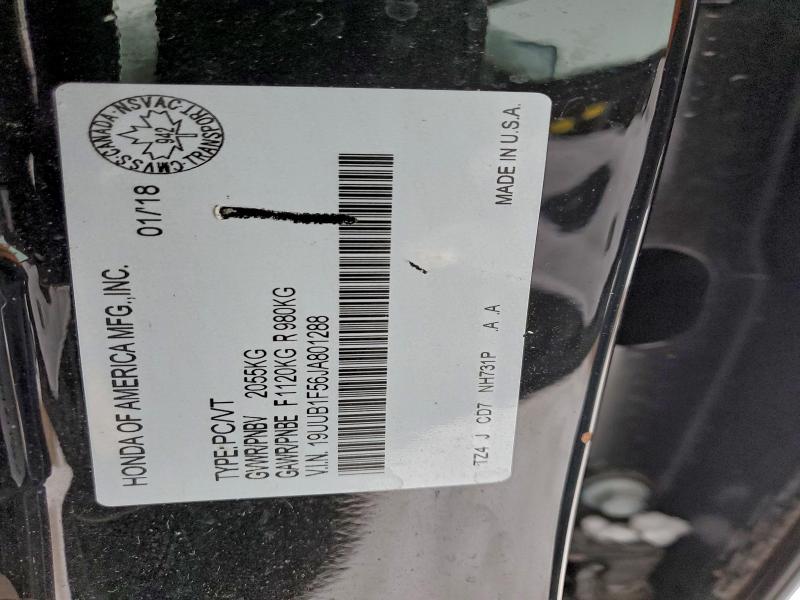 HONDA OF AMERICA MFG.,INC. 01/18
CMVSS·CANADA·NSVAC·TRANSPORT
942
TYPE:PC/VT
GVWR/PNBV 2055KG
GAWR/PNBE F1120KG R 980KG
V.I.N. 19UUB1F56JA801288
TZ4 J CD7 NH731P .A .A
MADE IN U.S.A.